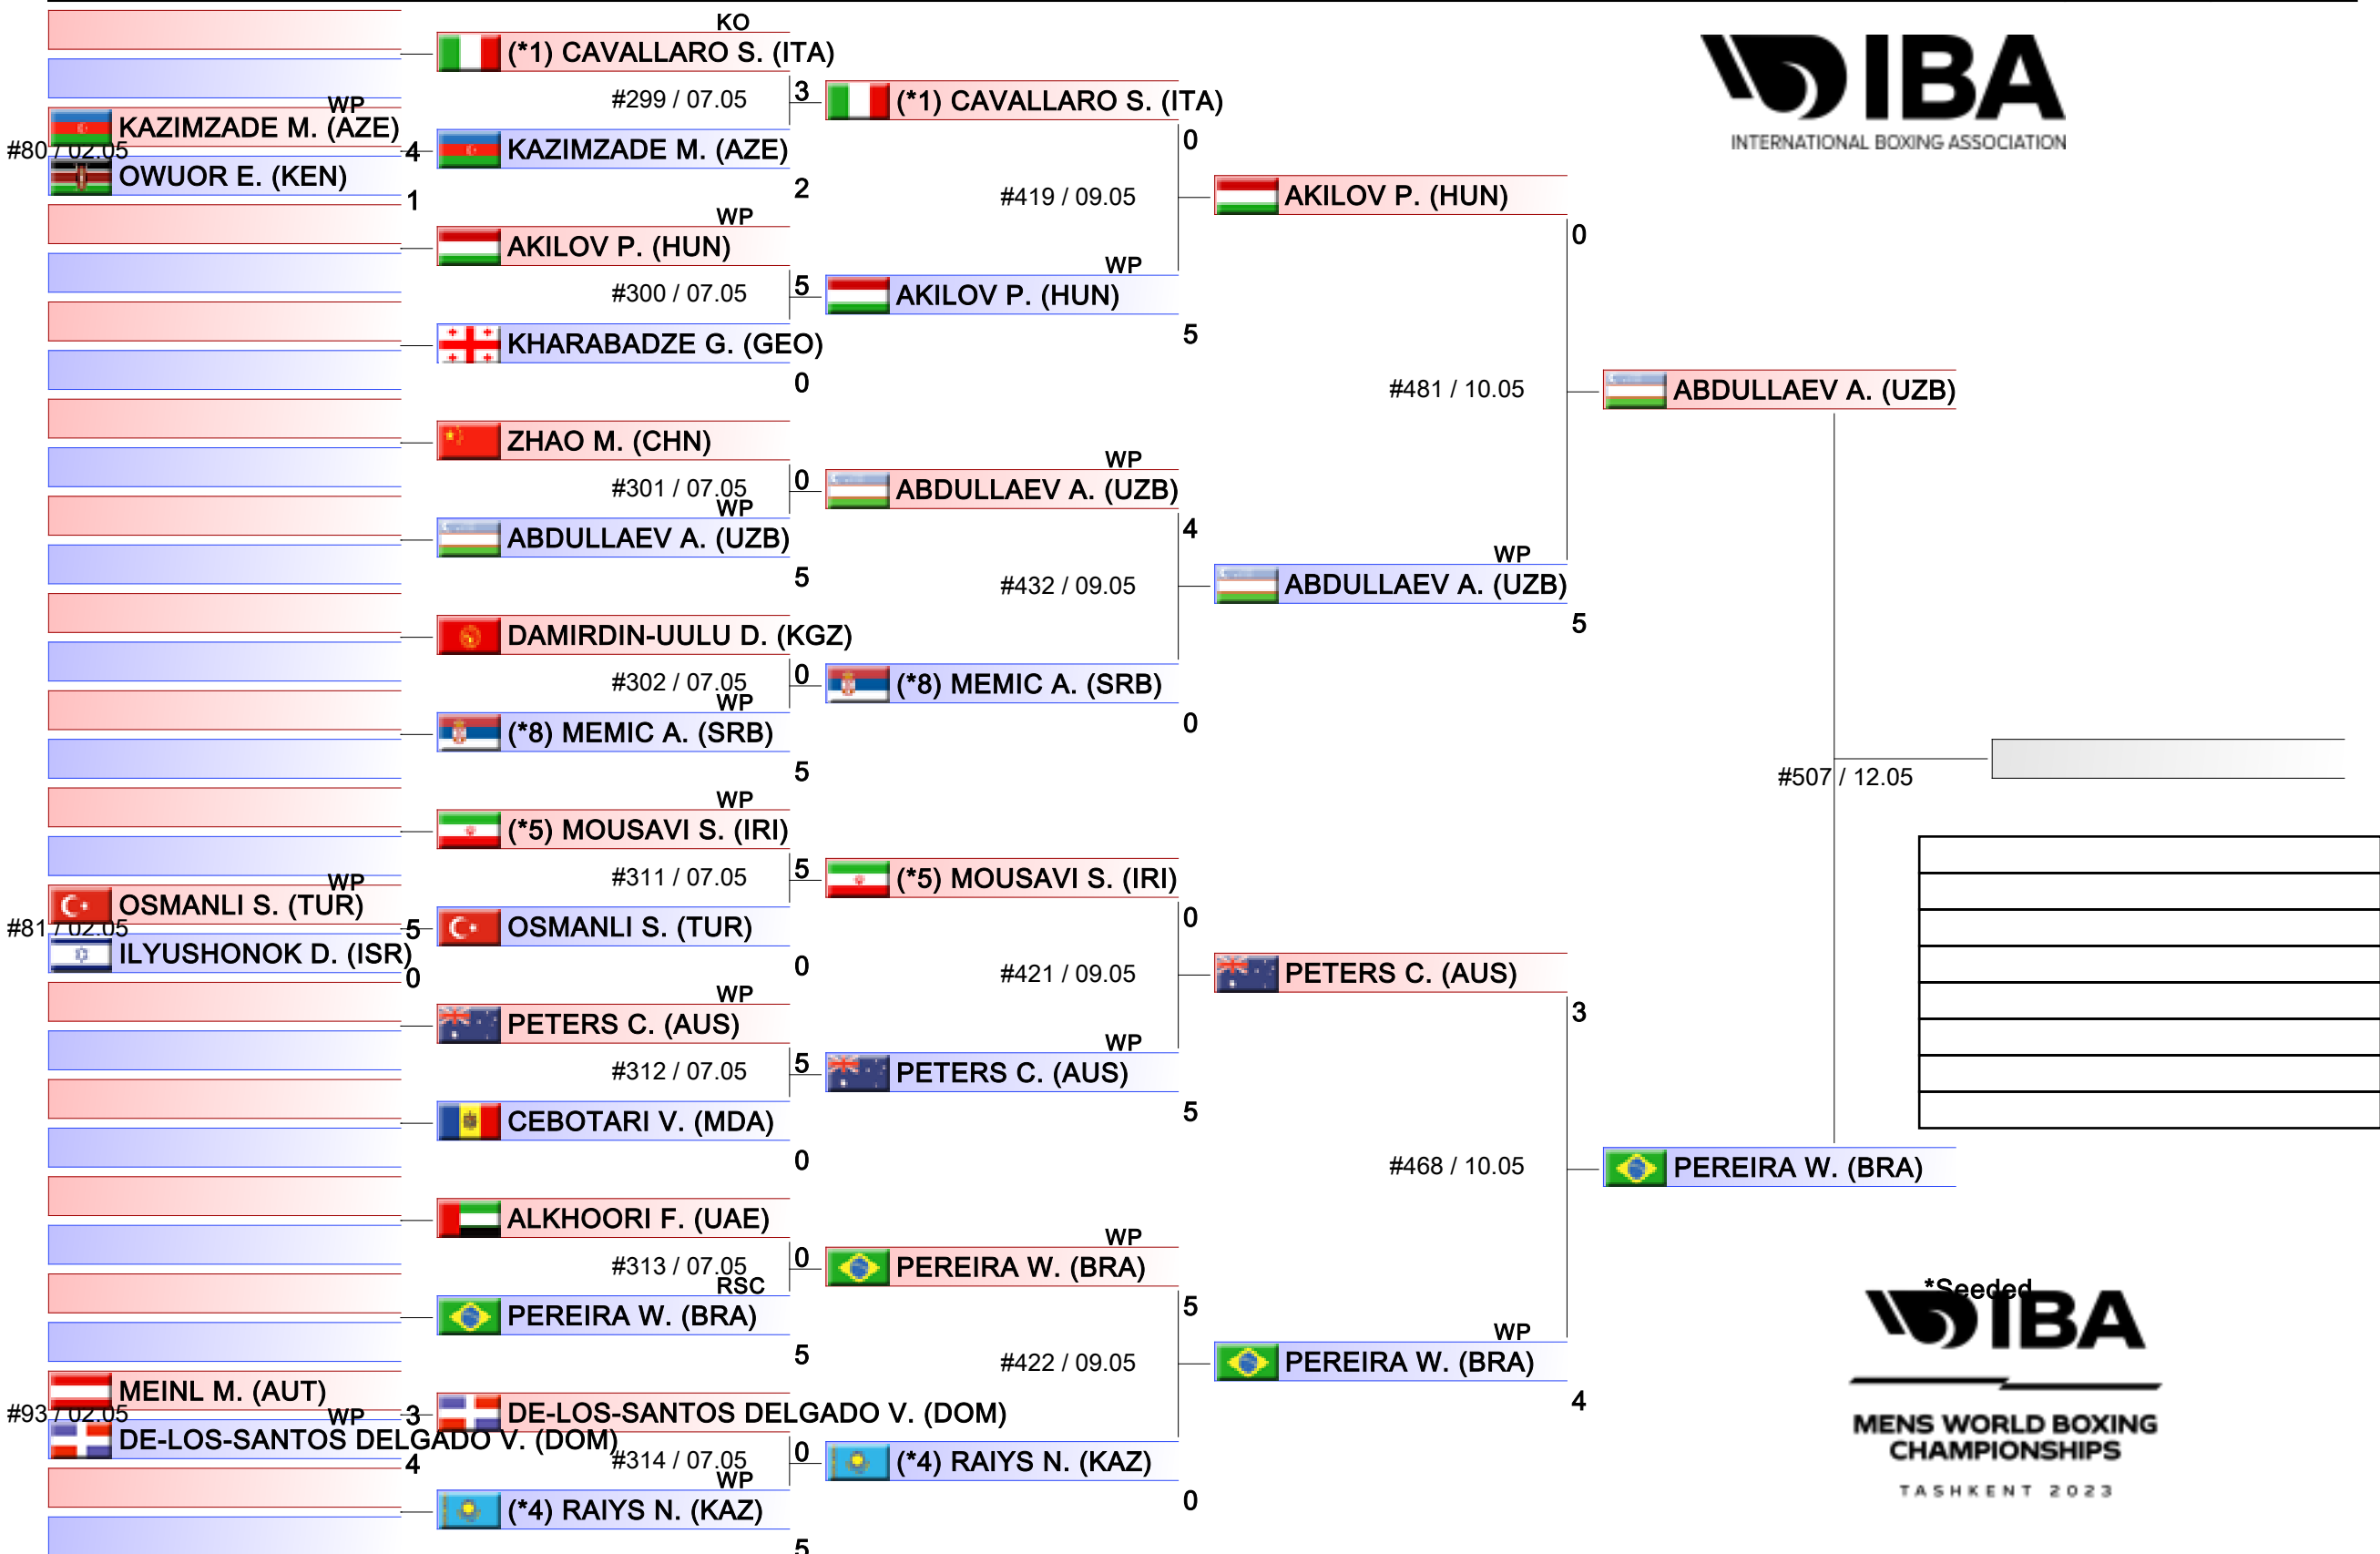 KO
(*1) CAVALLARO S. (ITA)
#299 / 07.05
3
(*1) CAVALLARO S. (ITA)
IBA
INTERNATIONAL BOXING ASSOCIATION
WP
KAZIMZADE M. (AZE)
#80 / 02.05
4
KAZIMZADE M. (AZE)
0
OWUOR E. (KEN)
1
2
#419 / 09.05
AKILOV P. (HUN)
WP
AKILOV P. (HUN)
0
#300 / 07.05
5
WP
AKILOV P. (HUN)
KHARABADZE G. (GEO)
0
5
#481 / 10.05
ABDULLAEV A. (UZB)
ZHAO M. (CHN)
#301 / 07.05
0
WP
ABDULLAEV A. (UZB)
WP
ABDULLAEV A. (UZB)
5
4
#432 / 09.05
WP
ABDULLAEV A. (UZB)
5
DAMIRDIN-UULU D. (KGZ)
#302 / 07.05
0
(*8) MEMIC A. (SRB)
WP
(*8) MEMIC A. (SRB)
5
0
#507 / 12.05
WP
(*5) MOUSAVI S. (IRI)
#311 / 07.05
5
(*5) MOUSAVI S. (IRI)
WP
OSMANLI S. (TUR)
#81 / 02.05
5
OSMANLI S. (TUR)
0
ILYUSHONOK D. (ISR)
0
0
#421 / 09.05
PETERS C. (AUS)
WP
PETERS C. (AUS)
3
#312 / 07.05
5
WP
PETERS C. (AUS)
CEBOTARI V. (MDA)
0
5
#468 / 10.05
PEREIRA W. (BRA)
ALKHOORI F. (UAE)
#313 / 07.05
0
WP
PEREIRA W. (BRA)
RSC
PEREIRA W. (BRA)
5
5
#422 / 09.05
WP
PEREIRA W. (BRA)
4
*Seeded
IBA
MEINL M. (AUT)
#93 / 02.05
3
WP
DE-LOS-SANTOS DELGADO V. (DOM)
4
DE-LOS-SANTOS DELGADO V. (DOM)
#314 / 07.05
0
(*4) RAIYS N. (KAZ)
0
WP
(*4) RAIYS N. (KAZ)
5
MENS WORLD BOXING
CHAMPIONSHIPS
TASHKENT 2023